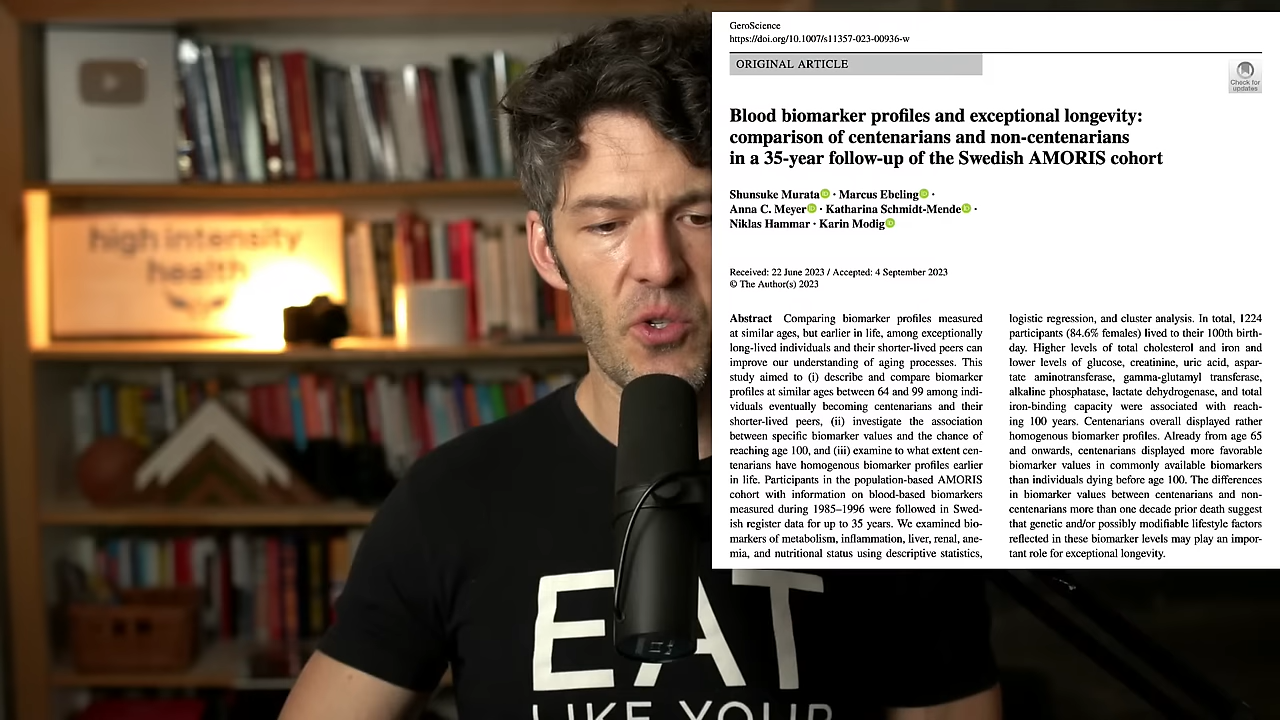 high intensity
health
EAT
LIKE YOUR
GeroScience
https://doi.org/10.1007/s11357-023-00936-w
ORIGINAL ARTICLE
Check for
updates
Blood biomarker profiles and exceptional longevity:
comparison of centenarians and non-centenarians
in a 35-year follow-up of the Swedish AMORIS cohort
Shunsuke Murata · Marcus Ebeling ·
Anna C. Meyer · Katharina Schmidt-Mende ·
Niklas Hammar · Karin Modig
Received: 22 June 2023 / Accepted: 4 September 2023
© The Author(s) 2023
Abstract Comparing biomarker profiles measured
at similar ages, but earlier in life, among exceptionally
long-lived individuals and their shorter-lived peers can
improve our understanding of aging processes. This
study aimed to (i) describe and compare biomarker
profiles at similar ages between 64 and 99 among indi-
viduals eventually becoming centenarians and their
shorter-lived peers, (ii) investigate the association
between specific biomarker values and the chance of
reaching age 100, and (iii) examine to what extent cen-
tenarians have homogenous biomarker profiles earlier
in life. Participants in the population-based AMORIS
cohort with information on blood-based biomarkers
measured during 1985–1996 were followed in Swed-
ish register data for up to 35 years. We examined bio-
markers of metabolism, inflammation, liver, renal, ane-
mia, and nutritional status using descriptive statistics,
logistic regression, and cluster analysis. In total, 1224
participants (84.6% females) lived to their 100th birth-
day. Higher levels of total cholesterol and iron and
lower levels of glucose, creatinine, uric acid, aspar-
tate aminotransferase, gamma-glutamyl transferase,
alkaline phosphatase, lactate dehydrogenase, and total
iron-binding capacity were associated with reach-
ing 100 years. Centenarians overall displayed rather
homogenous biomarker profiles. Already from age 65
and onwards, centenarians displayed more favorable
biomarker values in commonly available biomarkers
than individuals dying before age 100. The differences
in biomarker values between centenarians and non-
centenarians more than one decade prior death suggest
that genetic and/or possibly modifiable lifestyle factors
reflected in these biomarker levels may play an impor-
tant role for exceptional longevity.